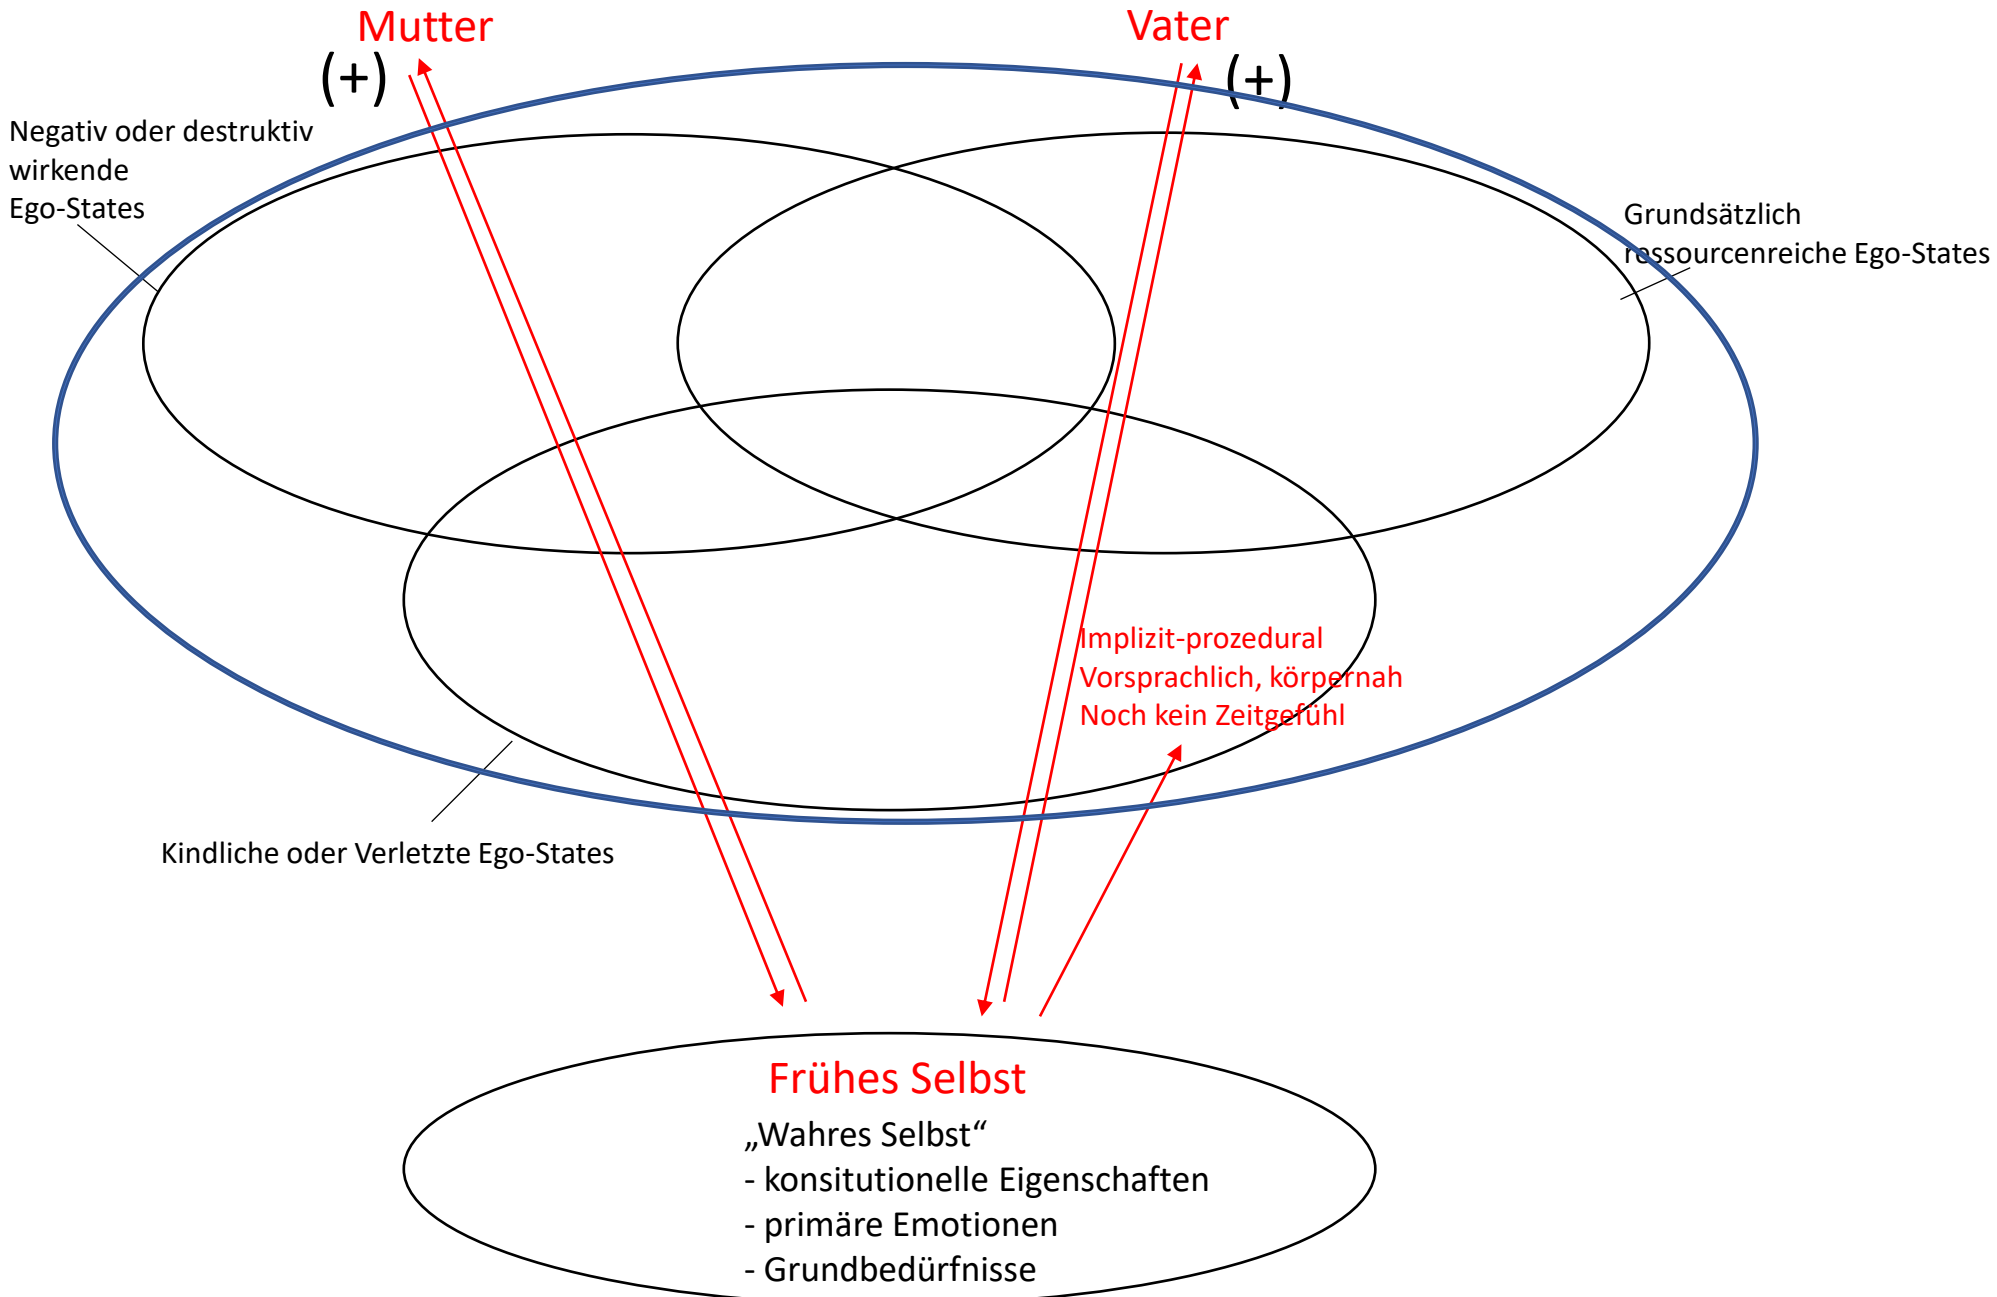 Mutter
(+)
Vater
(+)
Negativ oder destruktiv
wirkende
Ego-States
Grundsätzlich
ressourcenreiche Ego-States
Implizit-prozedural
Vorsprachlich, körpernah
Noch kein Zeitgefühl
Kindliche oder Verletzte Ego-States
Frühes Selbst
„Wahres Selbst“
- konsitutionelle Eigenschaften
- primäre Emotionen
- Grundbedürfnisse